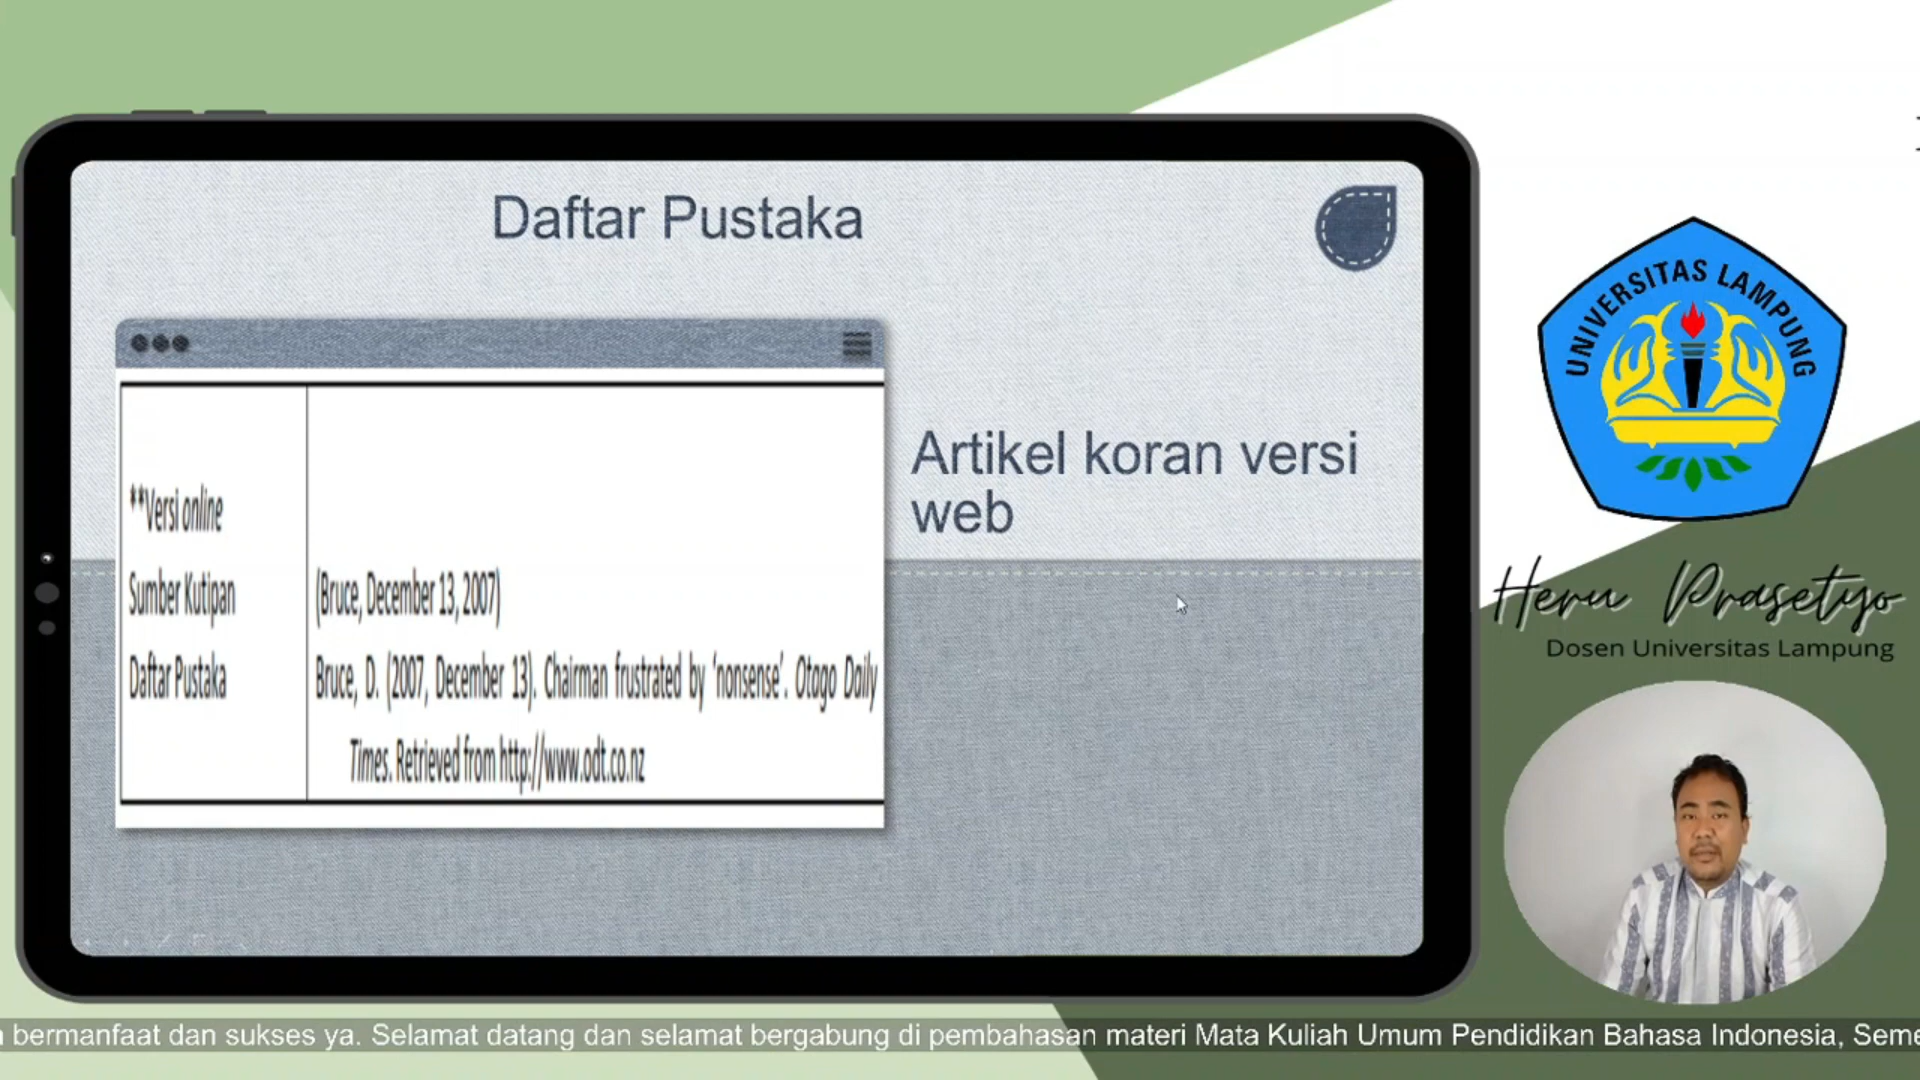 Daftar Pustaka
**Versi online
Sumber Kutipan (Bruce, December 13, 2007)
Daftar Pustaka Bruce, D. (2007, December 13). Chairman frustrated by ‘nonsense’. Otago Daily
Times. Retrieved from http://www.odt.co.nz
Artikel koran versi
web
UNIVERSITAS LAMPUNG
Heru Prasetyo
Dosen Universitas Lampung
bermanfaat dan sukses ya. Selamat datang dan selamat bergabung di pembahasan materi Mata Kuliah Umum Pendidikan Bahasa Indonesia, Seme